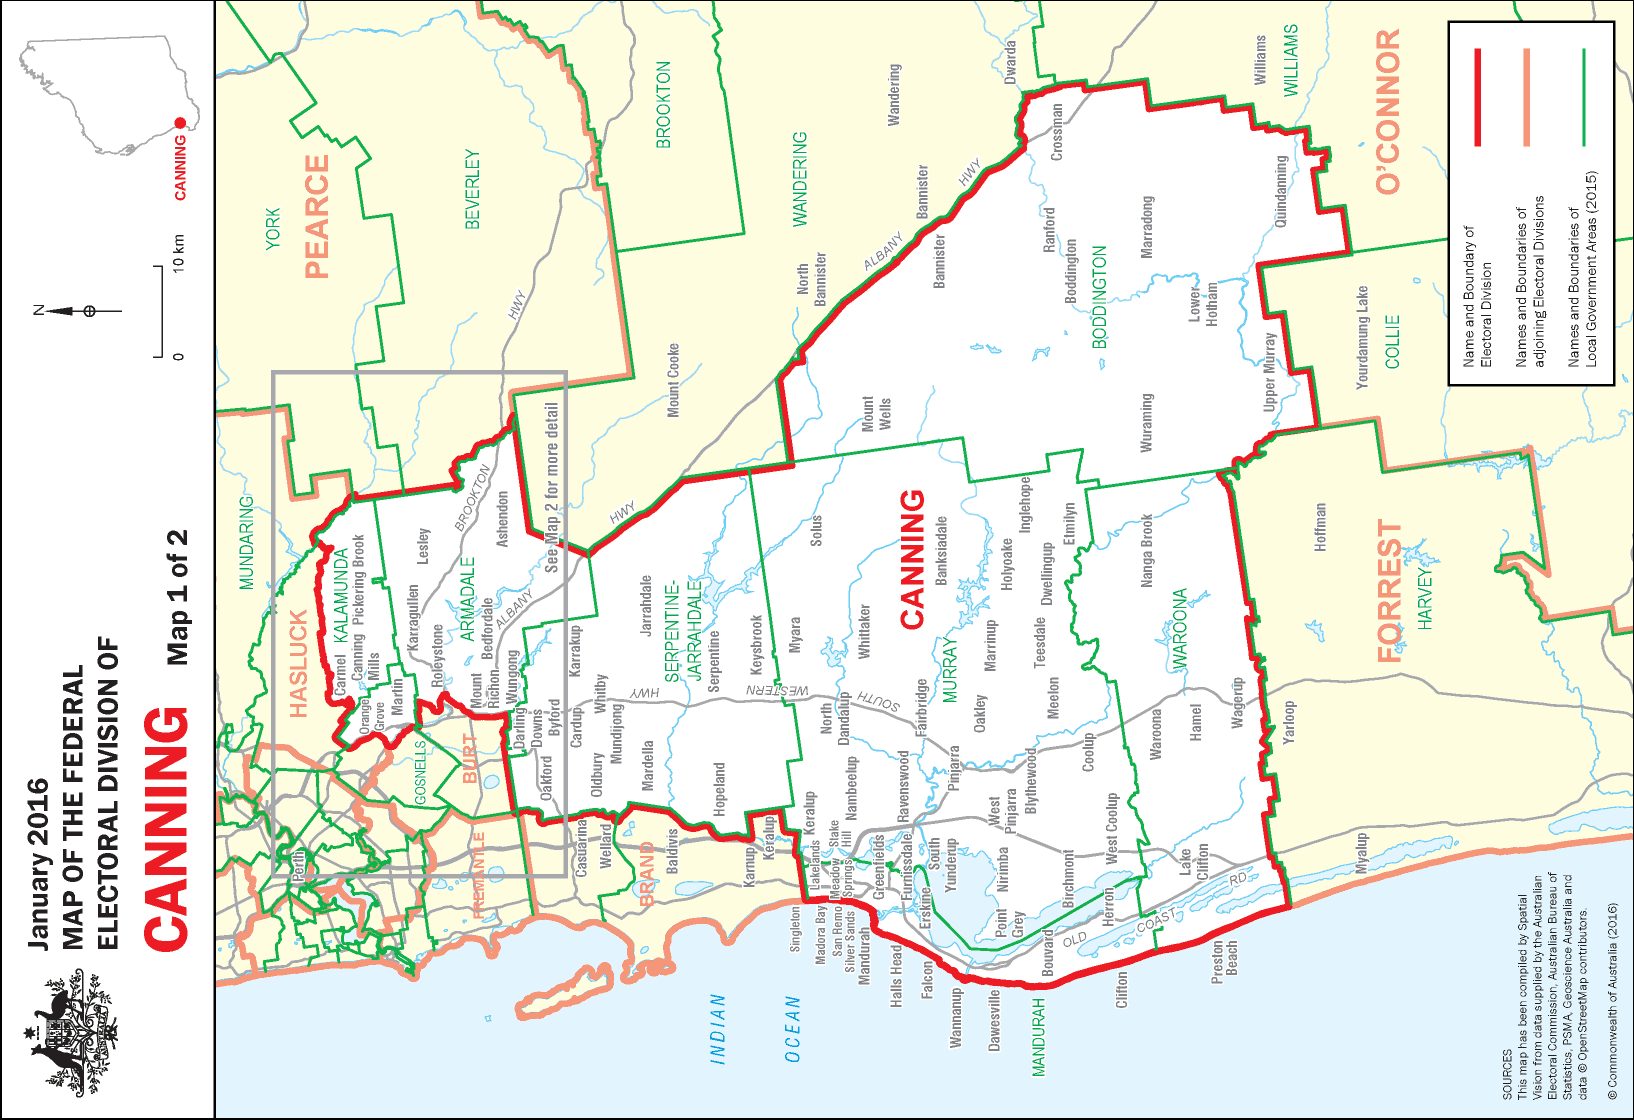 January 2016
MAP OF THE FEDERAL
ELECTORAL DIVISION OF
CANNING
Map 1 of 2
N
0
10 km
CANNING
MUNDARING
YORK
PEARCE
BEVERLEY
BROOKTON
WANDERING
Wandering
Dwarda
Williams
WILLIAMS
O'CONNOR
HASLUCK
KALAMUNDA
Carmel
Pickering Brook
Canning
Mills
Orange
Grove
Martin
Lesley
Karragullen
Roleystone
ARMADALE
Bedfordale
Ashendon
BROOKTON
HWY
ALBANY
HWY
See Map 2 for more detail
Mount
Richon
Wungong
Darling
Downs
Byford
Oakford
GOSNELLS
BURT
Perth
FREMANTLE
BRAND
Casuarina
Wellard
Baldivis
Karnup
Keralup
Karrakup
Cardup
Whitby
Oldbury
Mundijong
Mardella
Hopeland
Jarrahdale
SERPENTINE-
JARRAHDALE
Serpentine
Keysbrook
HWY
WESTERN
SOUTH
Mount Cooke
North
Bannister
ALBANY
HWY
Bannister
Bannister
Crossman
Ranford
Boddington
BODDINGTON
Marradong
Quindanning
Lower
Hotham
Upper Murray
Wuraming
Mount
Wells
Yourdamung Lake
COLLIE
Solus
Myara
Whittaker
CANNING
Banksiadale
Holyoake
Inglehope
Etmilyn
Dwellingup
Teesdale
Marrinup
MURRAY
Nanga Brook
WAROONA
Hoffman
FORREST
HARVEY
North
Dandalup
Fairbridge
Oakley
Meelon
Pinjarra
Ravenswood
Nambeelup
Keralup
Stake
Hill
Lakelands
Meadow
Springs
Greenfields
Furnissdale
South
Yunderup
Erskine
West
Pinjarra
Blythewood
Coolup
West Coolup
Nirimba
Birchmont
Point
Grey
Herron
Lake
Clifton
Waroona
Hamel
Wagerup
Yarloop
Myalup
Singleton
Madora Bay
San Remo
Silver Sands
Mandurah
Halls Head
Falcon
Wannanup
Dawesville
Bouvard
MANDURAH
Clifton
Preston
Beach
OLD
COAST
RD
INDIAN
OCEAN
Name and Boundary of
Electoral Division
Names and Boundaries of
adjoining Electoral Divisions
Names and Boundaries of
Local Government Areas (2015)
SOURCES
This map has been compiled by Spatial
Vision from data supplied by the Australian
Electoral Commission, Australian Bureau of
Statistics, PSMA, Geoscience Australia and
data © OpenStreetMap contributors.
© Commonwealth of Australia (2016)